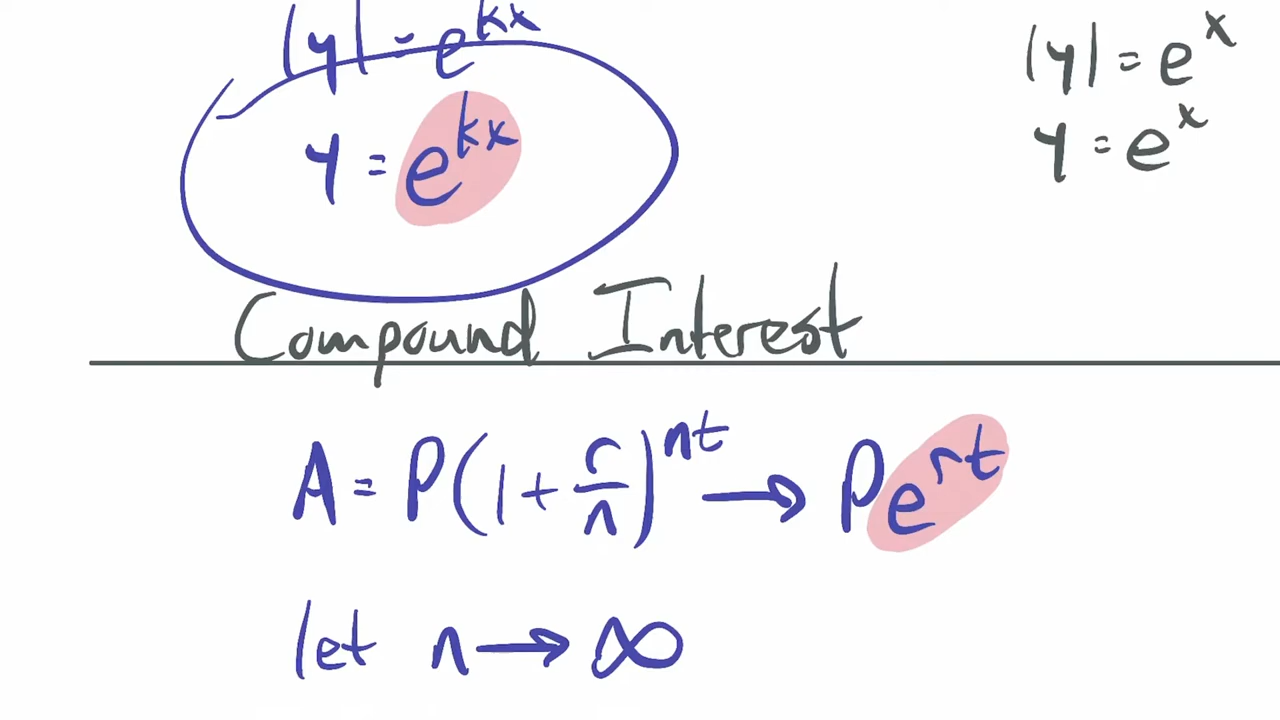 |y| = e^{kx}
y = e^{kx}
|y| = e^x
y = e^x
Compound Interest
A = P(1 + r/n)^{nt} → Pe^{rt}
let n → ∞